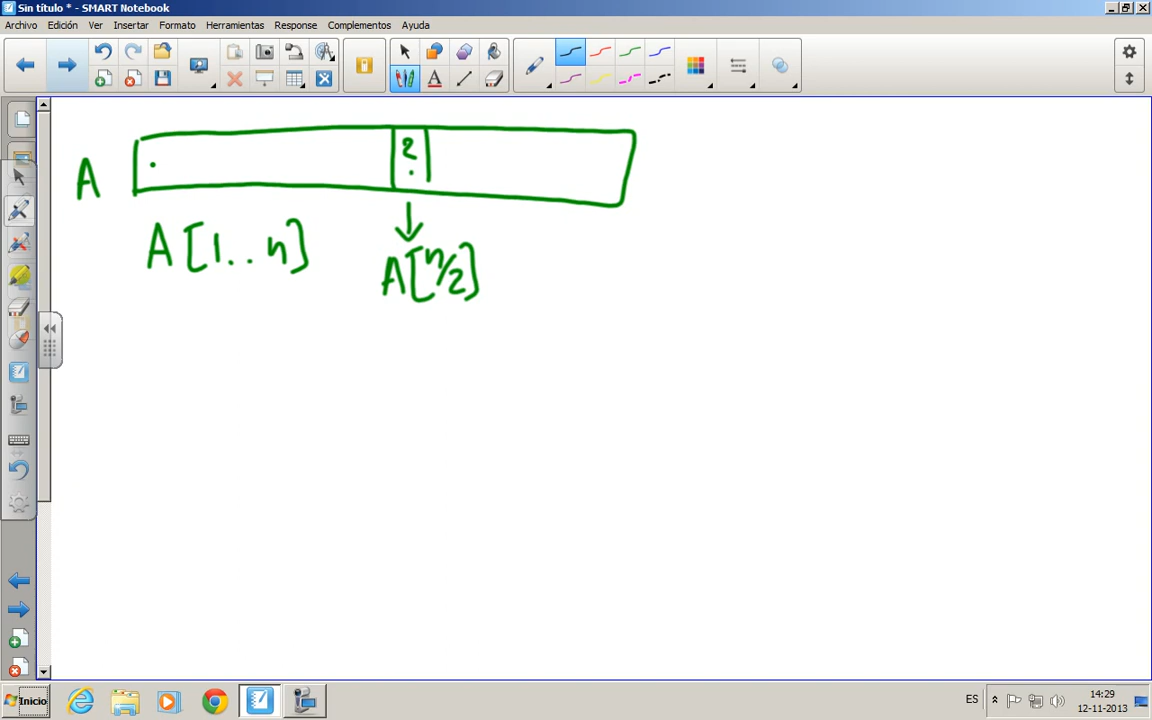 Sin título * - SMART Notebook
Archivo Edición Ver Insertar Formato Herramientas Response Complementos Ayuda
A
?
A[1..n]
A[n/2]
Inicio
ES
14:29
12-11-2013